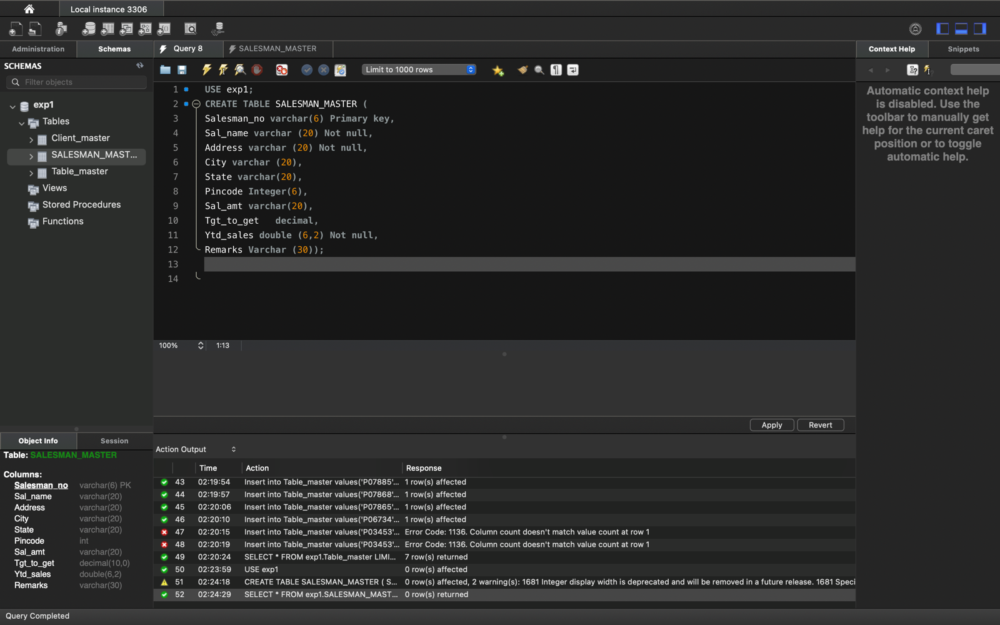 Local instance 3306
Administration
Schemas
Query 8
SALESMAN_MASTER
Context Help
Snippets
SCHEMAS
Filter objects
Limit to 1000 rows
exp1
Tables
Client_master
SALESMAN_MAST...
Table_master
Views
Stored Procedures
Functions
1 USE exp1;
2 CREATE TABLE SALESMAN_MASTER (
3 Salesman_no varchar(6) Primary key,
4 Sal_name varchar (20) Not null,
5 Address varchar (20) Not null,
6 City varchar (20),
7 State varchar(20),
8 Pincode Integer(6),
9 Sal_amt varchar(20),
10 Tgt_to_get   decimal,
11 Ytd_sales double (6,2) Not null,
12 Remarks Varchar (30));
13
14
Automatic context help
is disabled. Use the
toolbar to manually get
help for the current caret
position or to toggle
automatic help.
100%
1:13
Apply
Revert
Object Info
Session
Table: SALESMAN_MASTER
Columns:
Salesman_no varchar(6) PK
Sal_name varchar(20)
Address varchar(20)
City varchar(20)
State varchar(20)
Pincode int
Sal_amt varchar(20)
Tgt_to_get decimal(10,0)
Ytd_sales double(6,2)
Remarks varchar(30)
Action Output
Time Action Response
43 02:19:54 Insert into Table_master values('P07885'... 1 row(s) affected
44 02:19:57 Insert into Table_master values('P07868'... 1 row(s) affected
45 02:20:06 Insert into Table_master values('P07865'... 1 row(s) affected
46 02:20:10 Insert into Table_master values('P06734'... 1 row(s) affected
47 02:20:15 Insert into Table_master values('P03453'... Error Code: 1136. Column count doesn't match value count at row 1
48 02:20:19 Insert into Table_master values('P03453'... Error Code: 1136. Column count doesn't match value count at row 1
49 02:20:24 SELECT * FROM exp1.Table_master LIMI... 7 row(s) returned
50 02:23:59 USE exp1 0 row(s) affected
51 02:24:18 CREATE TABLE SALESMAN_MASTER ( S... 0 row(s) affected, 2 warning(s): 1681 Integer display width is deprecated and will be removed in a future release. 1681 Speci
52 02:24:29 SELECT * FROM exp1.SALESMAN_MAST... 0 row(s) returned
Query Completed